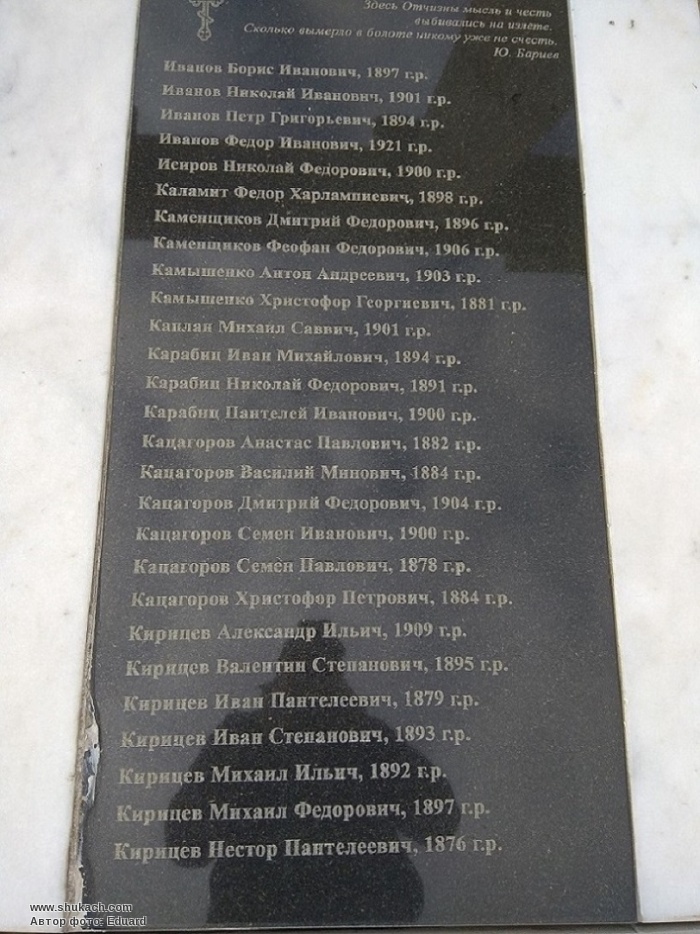 Здесь Отчизны мысль и честь
выбивались на излете.
Сколько вымерло в болоте никому уже не счесть.
Ю. Бариев
Иванов Борис Иванович, 1897 г.р.
Иванов Николай Иванович, 1901 г.р.
Иванов Петр Григорьевич, 1894 г.р.
Иванов Федор Иванович, 1921 г.р.
Исиров Николай Федорович, 1900 г.р.
Каламит Федор Харлампиевич, 1898 г.р.
Каменщиков Дмитрий Федорович, 1896 г.р.
Каменщиков Феофан Федорович, 1906 г.р.
Камышенко Антон Андреевич, 1903 г.р.
Камышенко Христофор Георгиевич, 1881 г.р.
Каплан Михаил Саввич, 1901 г.р.
Карабиц Иван Михайлович, 1894 г.р.
Карабиц Николай Федорович, 1891 г.р.
Карабиц Пантелей Иванович, 1900 г.р.
Кацагоров Анастас Павлович, 1882 г.р.
Кацагоров Василий Минович, 1884 г.р.
Кацагоров Дмитрий Федорович, 1904 г.р.
Кацагоров Семен Иванович, 1900 г.р.
Кацагоров Семён Павлович, 1878 г.р.
Кацагоров Христофор Петрович, 1884 г.р.
Кирицев Александр Ильич, 1909 г.р.
Кирицев Валентин Степанович, 1895 г.р.
Кирицев Иван Пантелеевич, 1879 г.р.
Кирицев Иван Степанович, 1893 г.р.
Кирицев Михаил Ильич, 1892 г.р.
Кирицев Михаил Федорович, 1897 г.р.
Кирицев Нестор Пантелеевич, 1876 г.р.
www.shukach.com
Автор фото: Eduard